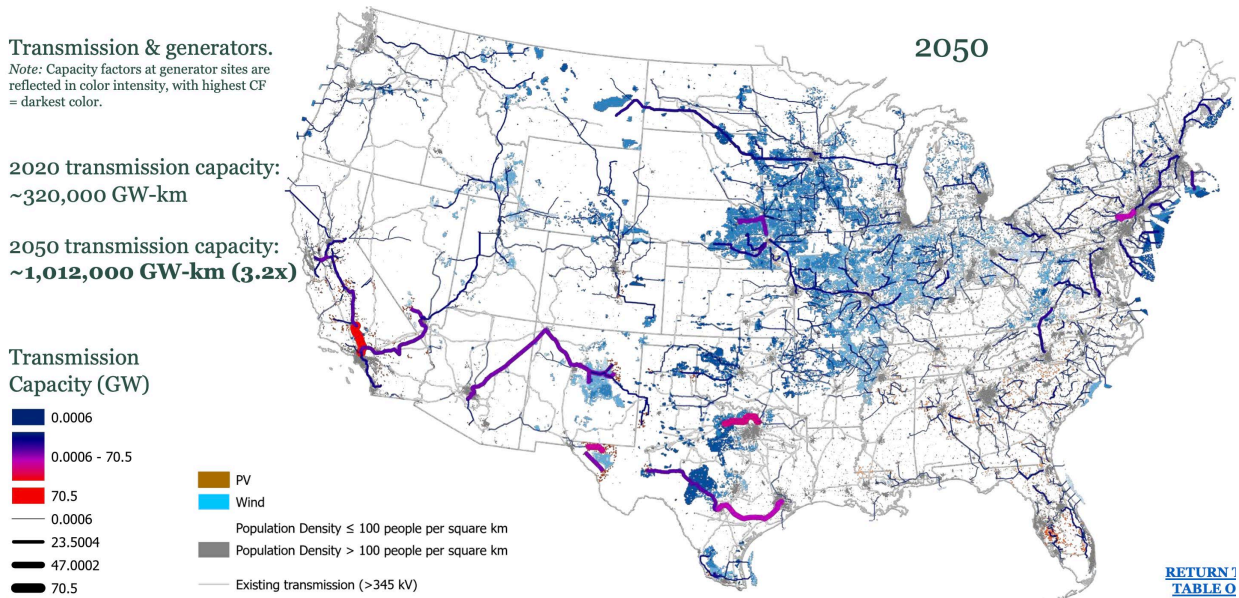 Transmission & generators.
Note: Capacity factors at generator sites are
reflected in color intensity, with highest CF
= darkest color.
2050
2020 transmission capacity:
~320,000 GW-km
2050 transmission capacity:
~1,012,000 GW-km (3.2x)
Transmission
Capacity (GW)
0.0006
0.0006 - 70.5
70.5
0.0006
23.5004
47.0002
70.5
PV
Wind
Population Density ≤ 100 people per square km
Population Density > 100 people per square km
Existing transmission (>345 kV)
RETURN T
TABLE O